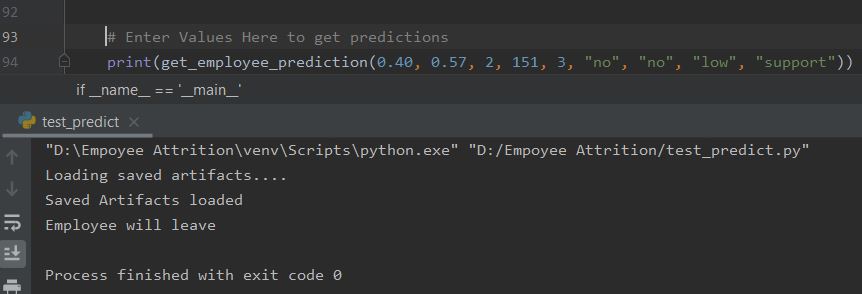 92
93 # Enter Values Here to get predictions
94 print(get_employee_prediction(0.40, 0.57, 2, 151, 3, "no", "no", "low", "support"))
if __name__ == '__main__'
test_predict
"D:\Empoyee Attrition\venv\Scripts\python.exe" "D:/Empoyee Attrition/test_predict.py"
Loading saved artifacts....
Saved Artifacts loaded
Employee will leave
Process finished with exit code 0